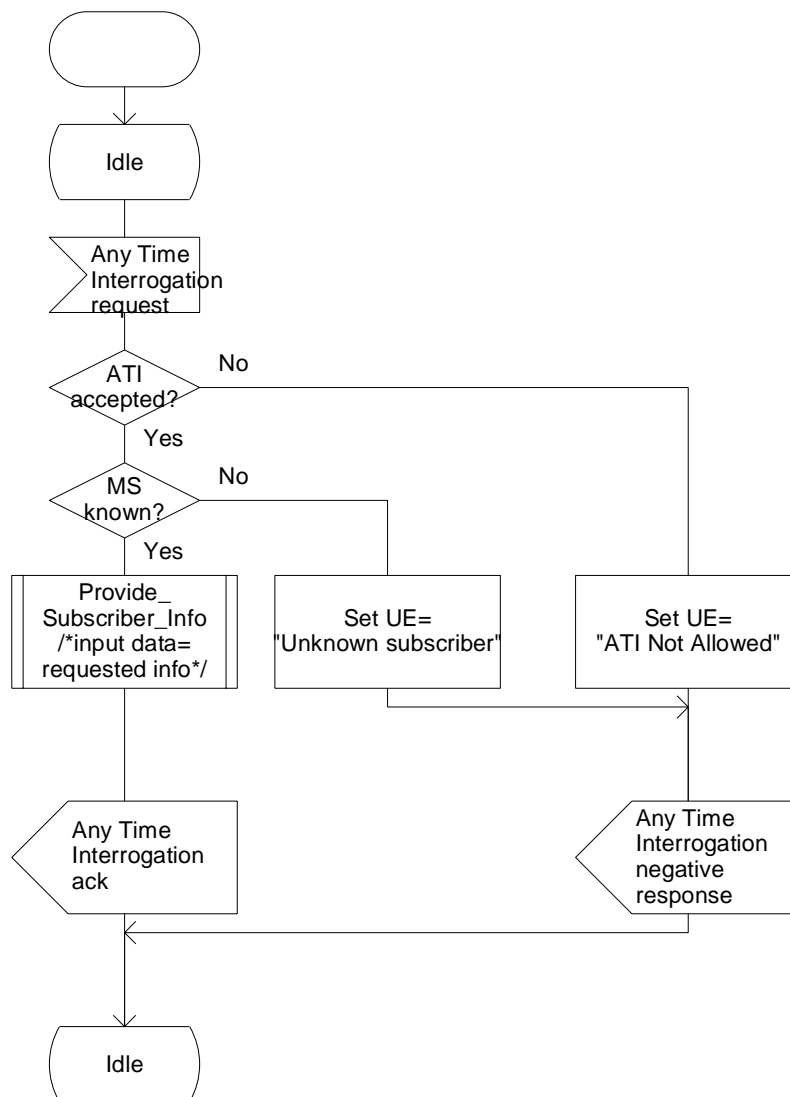 Idle
Any Time
Interrogation
request
ATI
accepted?
No
Yes
MS
known?
No
Yes
Provide_
Subscriber_Info
/*input data=
requested info*/
Set UE=
"Unknown subscriber"
Set UE=
"ATI Not Allowed"
Any Time
Interrogation
ack
Any Time
Interrogation
negative
response
Idle